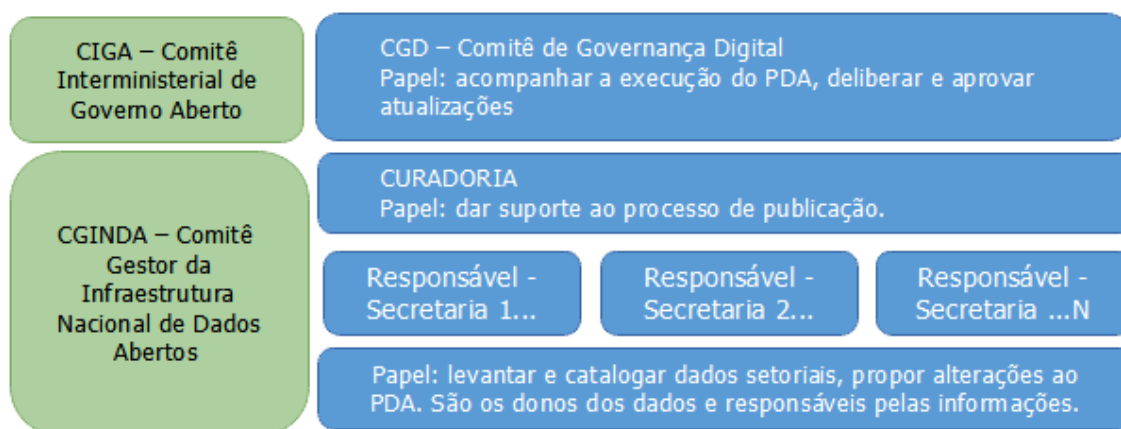 CIGA – Comitê
Interministerial de
Governo Aberto
CGD – Comitê de Governança Digital
Papel: acompanhar a execução do PDA, deliberar e aprovar
atualizações
CGINDA – Comitê
Gestor da
Infraestrutura
Nacional de Dados
Abertos
CURADORIA
Papel: dar suporte ao processo de publicação.
Responsável -
Secretaria 1...
Responsável -
Secretaria 2...
Responsável -
Secretaria ...N
Papel: levantar e catalogar dados setoriais, propor alterações ao
PDA. São os donos dos dados e responsáveis pelas informações.